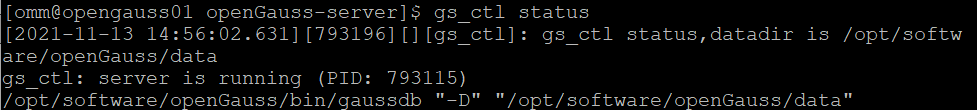 [omm@opengauss01 openGauss-server]$ gs_ctl status
[2021-11-13 14:56:02.631][793196][][gs_ctl]: gs_ctl status,datadir is /opt/softw
are/openGauss/data
gs_ctl: server is running (PID: 793115)
/opt/software/openGauss/bin/gaussdb "-D" "/opt/software/openGauss/data"